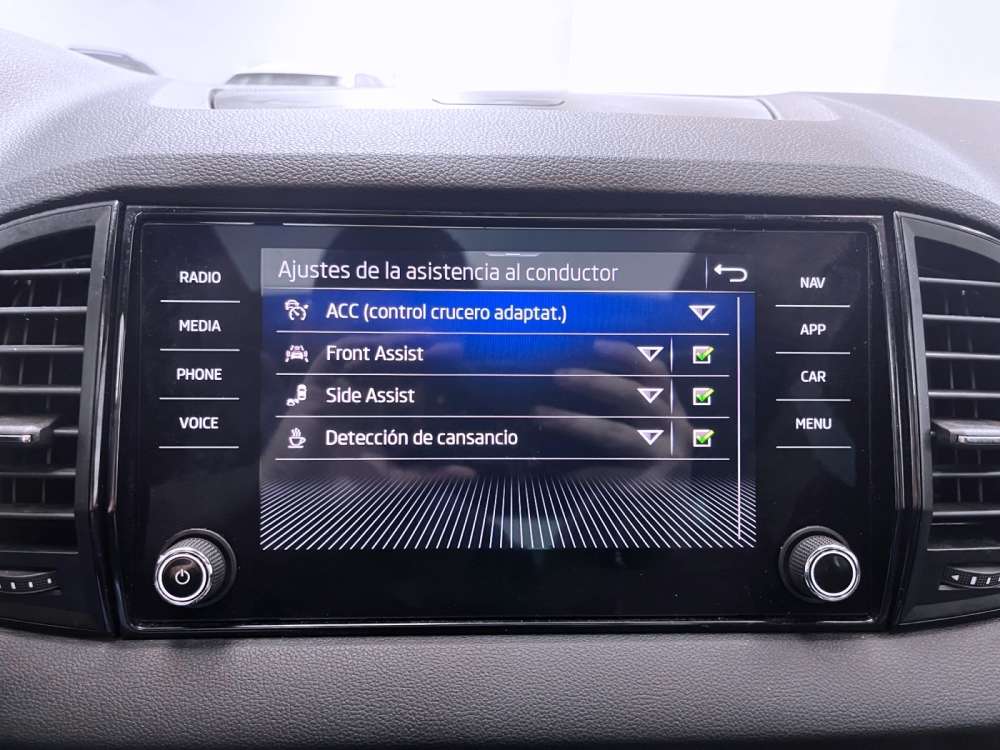 RADIO
MEDIA
PHONE
VOICE
Ajustes de la asistencia al conductor
ACC (control crucero adaptat.)
Front Assist
Side Assist
Detección de cansancio
NAV
APP
CAR
MENU